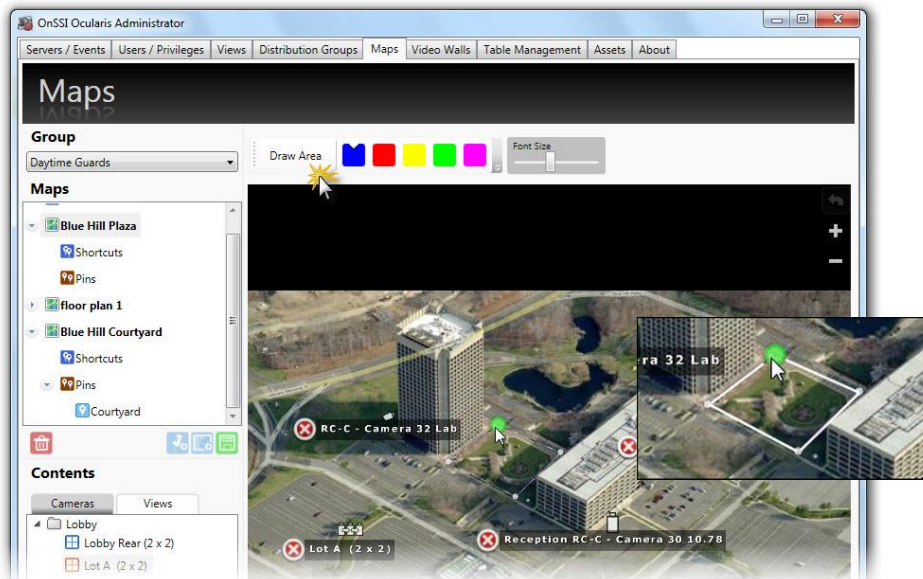 OnSSI Ocularis Administrator
Servers / Events Users / Privileges Views Distribution Groups Maps Video Walls Table Management Assets About
Maps
Group
Daytime Guards
Maps
Blue Hill Plaza
Shortcuts
Pins
floor plan 1
Blue Hill Courtyard
Shortcuts
Pins
Courtyard
Contents
Cameras Views
Lobby
Lobby Rear (2 x 2)
Lot A (2 x 2)
Draw Area
Font Size
ra 32 Lab
RC-C - Camera 32 Lab
Lot A (2 x 2)
Reception RC-C - Camera 30 10.78